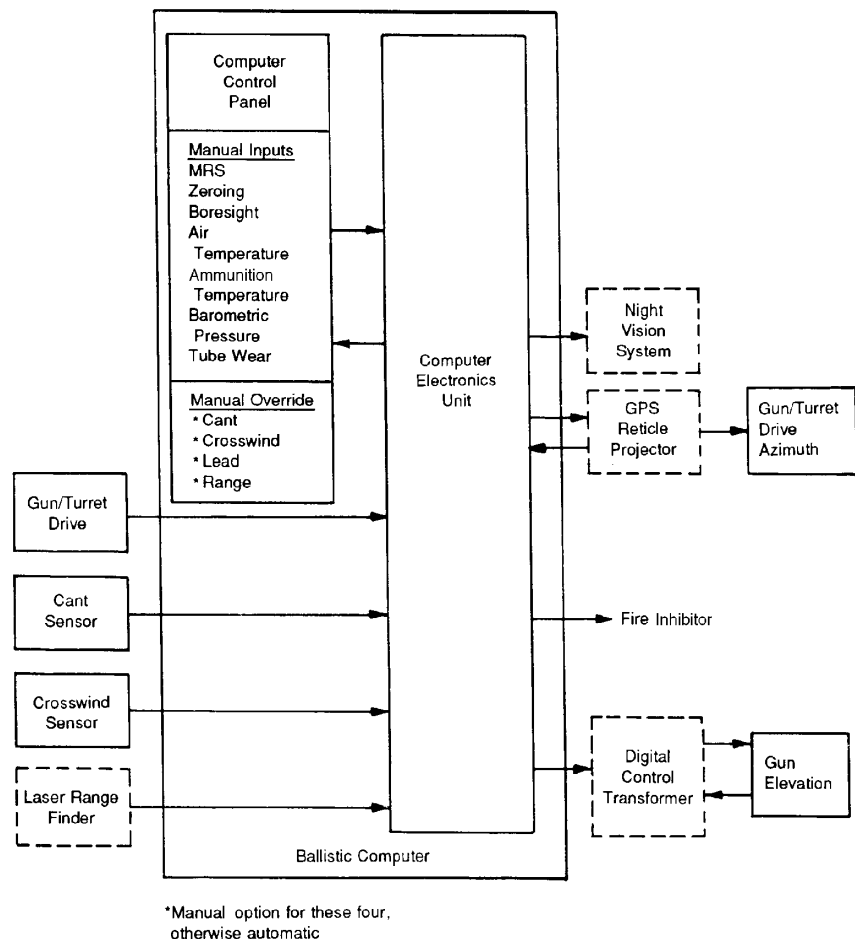 Computer
Control
Panel
Manual Inputs
MRS
Zeroing
Boresight
Air
Temperature
Ammunition
Temperature
Barometric
Pressure
Tube Wear
Manual Override
* Cant
* Crosswind
* Lead
* Range
Gun/Turret
Drive
Cant
Sensor
Crosswind
Sensor
Laser Range
Finder
Computer
Electronics
Unit
Night
Vision
System
GPS
Reticle
Projector
Gun/Turret
Drive
Azimuth
Fire Inhibitor
Digital
Control
Transformer
Gun
Elevation
Ballistic Computer
*Manual option for these four,
otherwise automatic